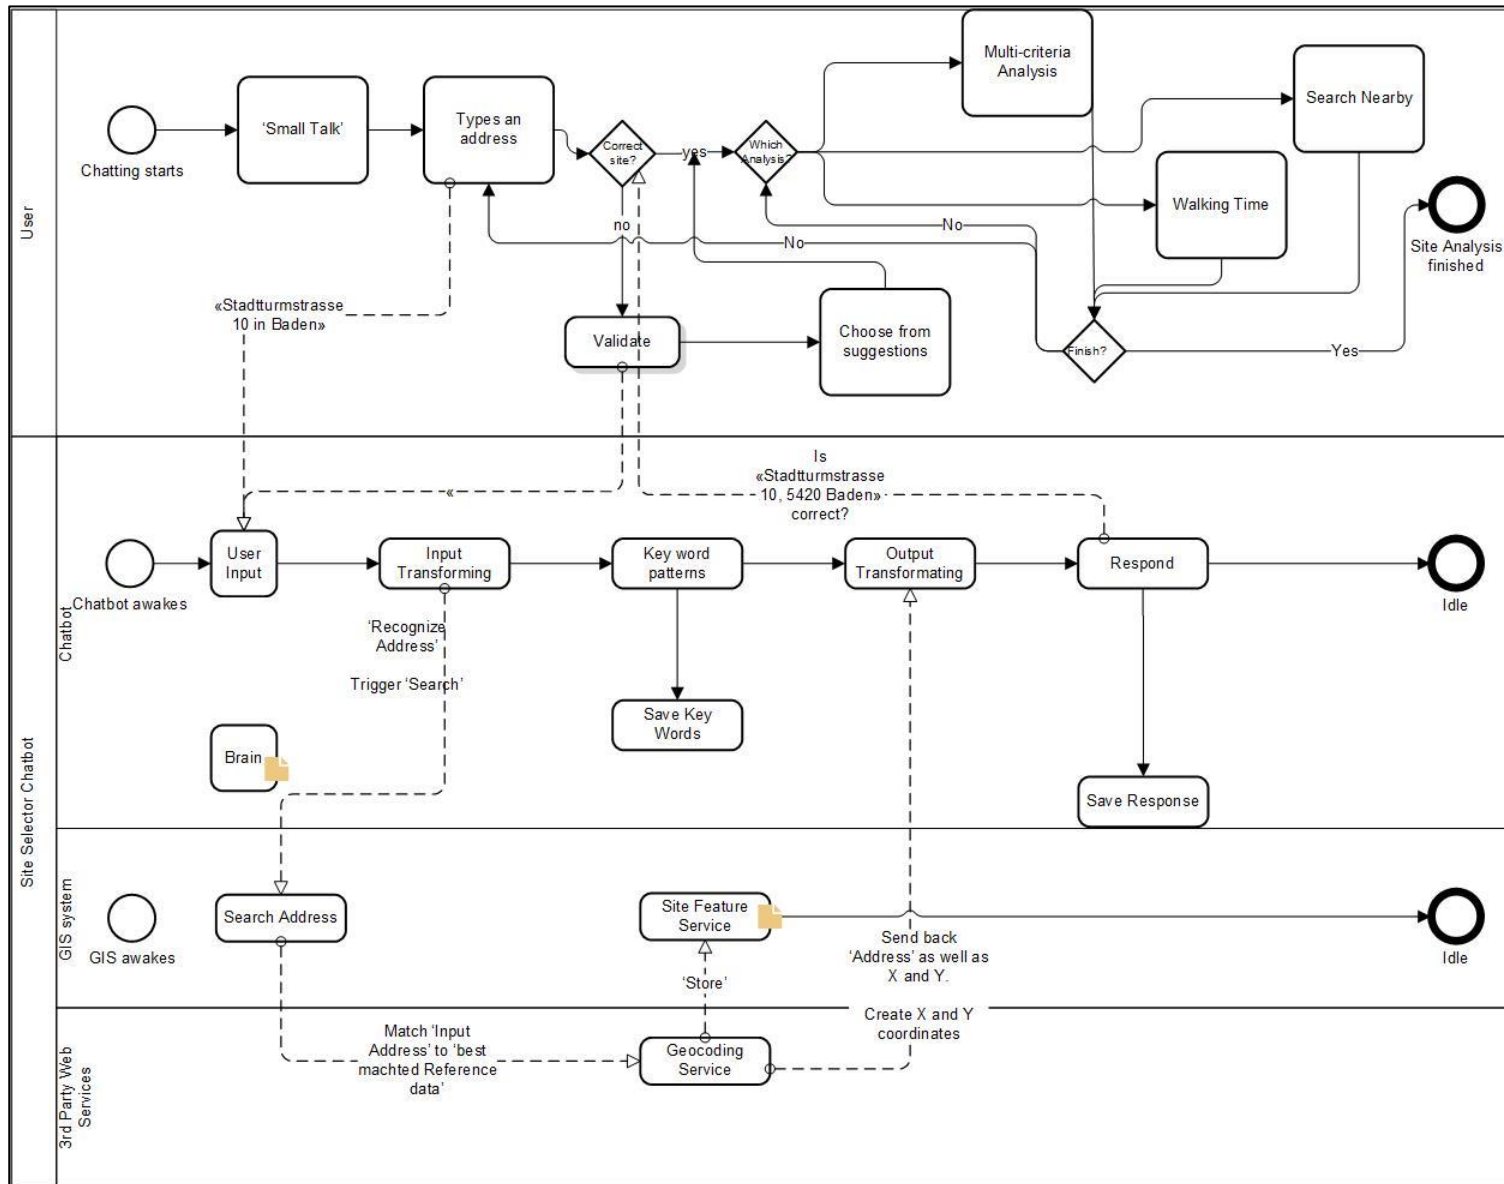 User
Chatting starts
‘Small Talk’
Types an
address
Correct
site?
yes
Which
Analysis?
Multi-criteria
Analysis
Search Nearby
Walking Time
Site Analysis
finished
no
No
No
«Stadtturmstrasse
10 in Baden»
Validate
Choose from
suggestions
Finish?
Yes
Site Selector Chatbot
Chatbot
Is
«Stadtturmstrasse
10, 5420 Baden»
correct?
«
Chatbot awakes
User
Input
Input
Transforming
Key word
patterns
Output
Transformating
Respond
Idle
‘Recognize
Address’
Trigger ‘Search’
Save Key
Words
Brain
Save Response
GIS system
GIS awakes
Search Address
Site Feature
Service
Idle
Send back
‘Address’ as well as
X and Y.
‘Store’
Create X and Y
coordinates
3rd Party Web
Services
Match ‘Input
Address’ to ‘best
machted Reference
data’
Geocoding
Service